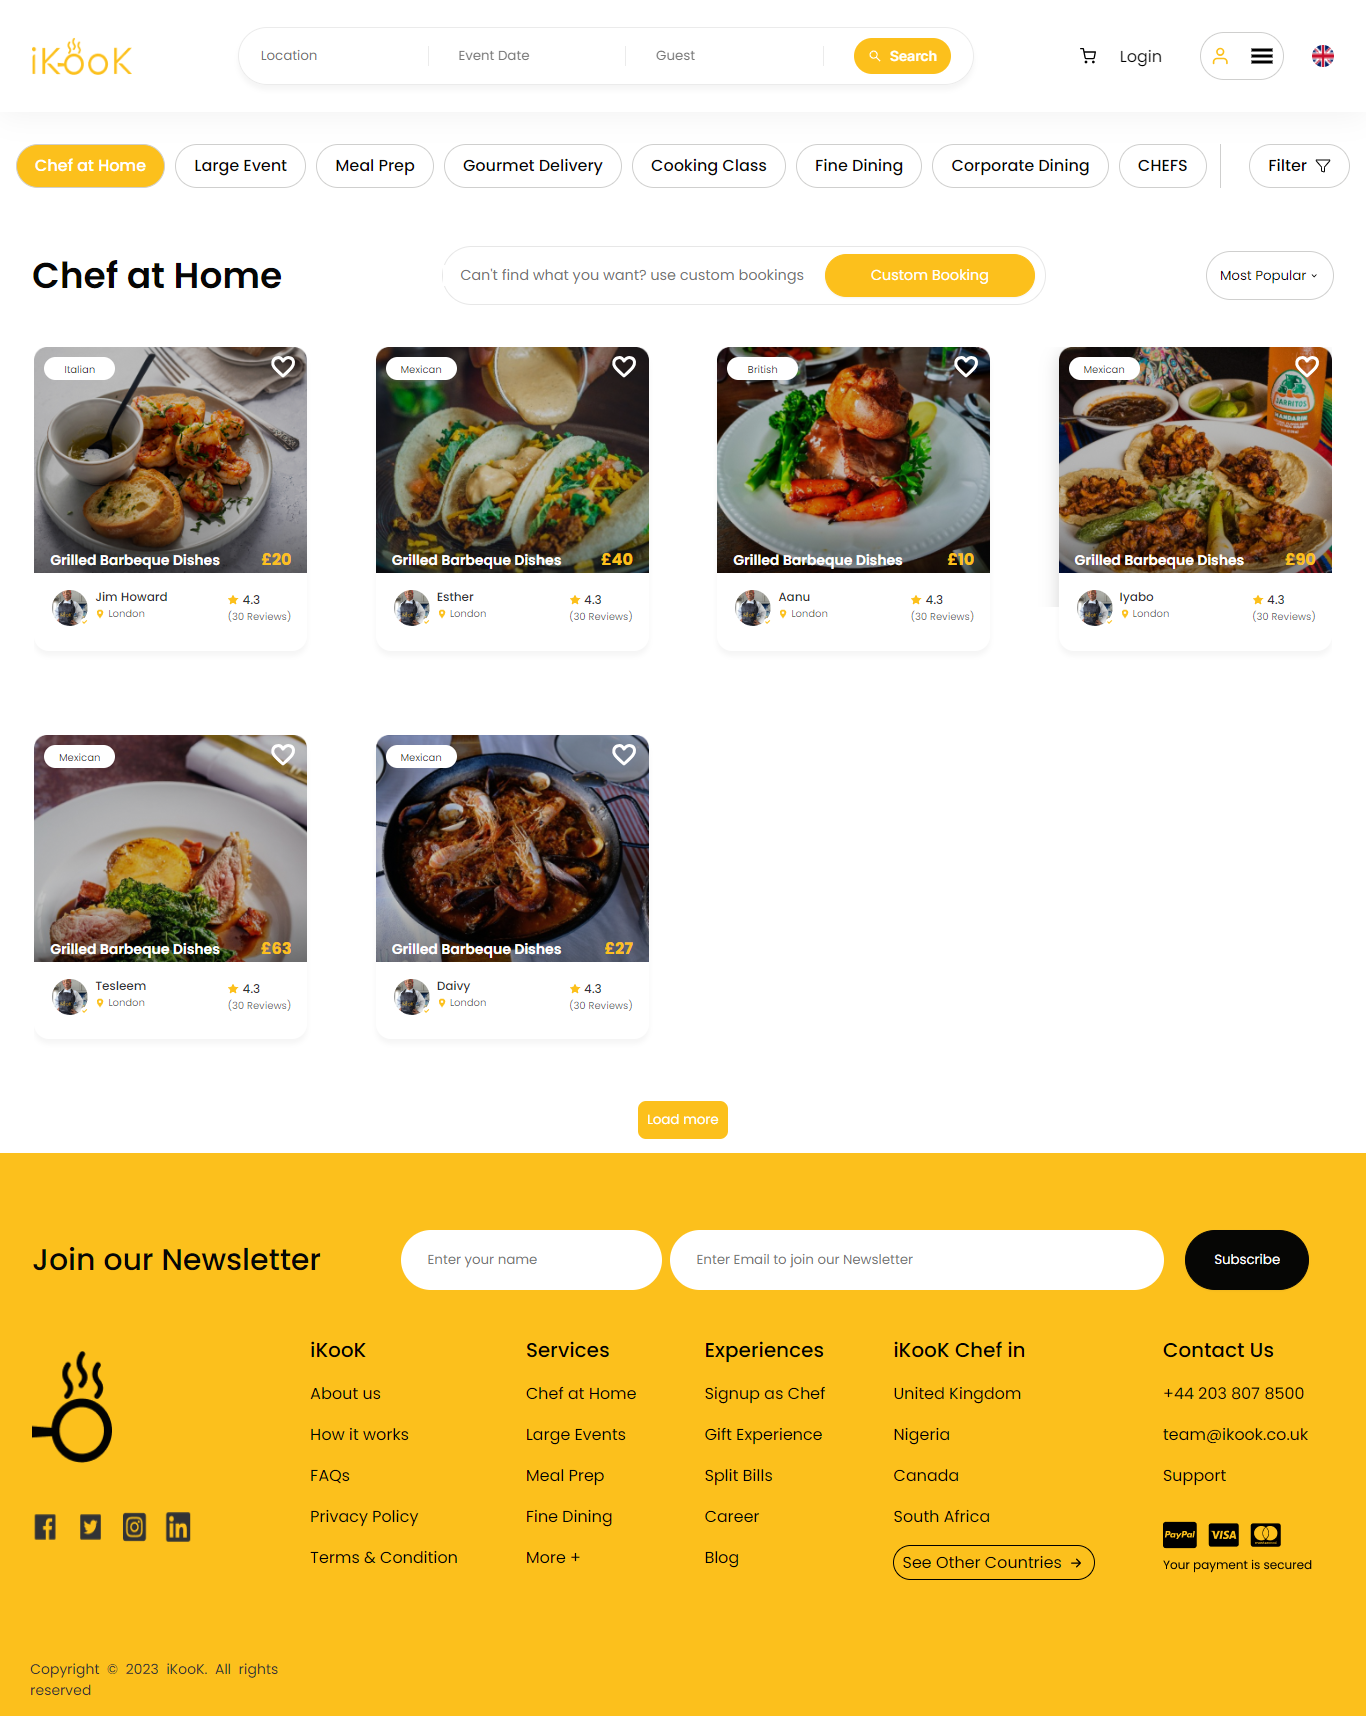 iKooK
Location
Event Date
Guest
Search
Login
Chef at Home
Large Event
Meal Prep
Gourmet Delivery
Cooking Class
Fine Dining
Corporate Dining
CHEFS
Filter
Chef at Home
Can't find what you want? use custom bookings
Custom Booking
Most Popular
Italian
Grilled Barbeque Dishes £20
Jim Howard
London
4.3
(30 Reviews)
Mexican
Grilled Barbeque Dishes £40
Esther
London
4.3
(30 Reviews)
British
Grilled Barbeque Dishes £10
Aanu
London
4.3
(30 Reviews)
Mexican
JARRITOS
MANDARIN
Grilled Barbeque Dishes £90
Iyabo
London
4.3
(30 Reviews)
Mexican
Grilled Barbeque Dishes £63
Tesleem
London
4.3
(30 Reviews)
Mexican
Grilled Barbeque Dishes £27
Daivy
London
4.3
(30 Reviews)
Load more
Join our Newsletter
Enter your name
Enter Email to join our Newsletter
Subscribe
iKooK
About us
How it works
FAQs
Privacy Policy
Terms & Condition
Services
Chef at Home
Large Events
Meal Prep
Fine Dining
More +
Experiences
Signup as Chef
Gift Experience
Split Bills
Career
Blog
iKooK Chef in
United Kingdom
Nigeria
Canada
South Africa
See Other Countries
Contact Us
+44 203 807 8500
team@ikook.co.uk
Support
PayPal VISA
Your payment is secured
Copyright © 2023 iKooK. All rights
reserved